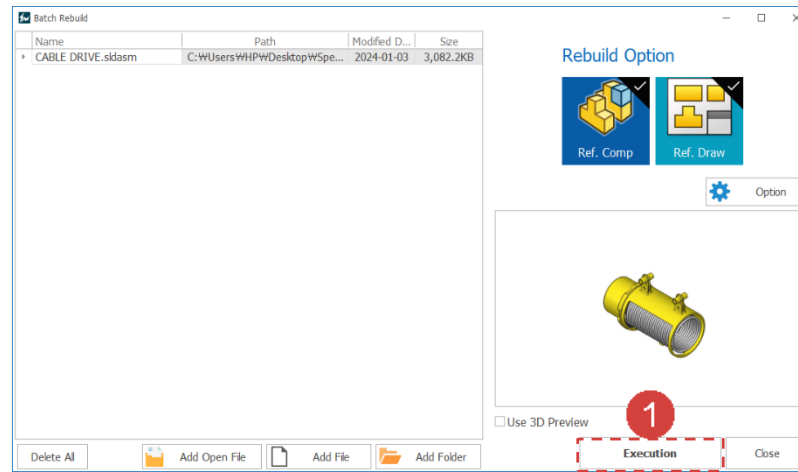 Batch Rebuild
Name Path Modified D... Size
CABLE DRIVE.sldasm C:₩Users₩HP₩Desktop₩Spe... 2024-01-03 3,082.2KB
Rebuild Option
Ref. Comp Ref. Draw
Option
Use 3D Preview
1
Delete All Add Open File Add File Add Folder Execution Close